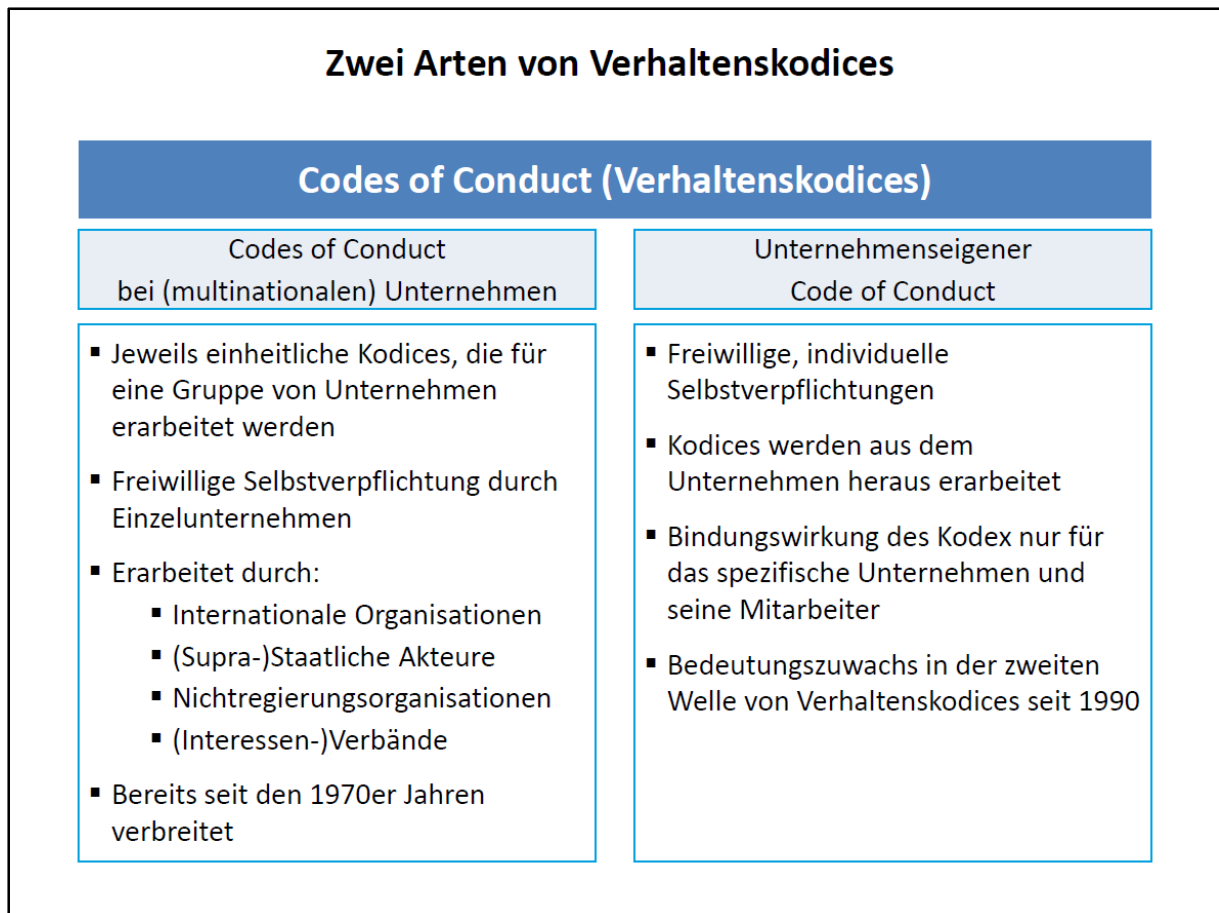 Zwei Arten von Verhaltenskodices
Codes of Conduct (Verhaltenskodices)
Codes of Conduct
bei (multinationalen) Unternehmen
▪ Jeweils einheitliche Kodices, die für
eine Gruppe von Unternehmen
erarbeitet werden
▪ Freiwillige Selbstverpflichtung durch
Einzelunternehmen
▪ Erarbeitet durch:
▪ Internationale Organisationen
▪ (Supra-)Staatliche Akteure
▪ Nichtregierungsorganisationen
▪ (Interessen-)Verbände
▪ Bereits seit den 1970er Jahren
verbreitet
Unternehmenseigener
Code of Conduct
▪ Freiwillige, individuelle
Selbstverpflichtungen
▪ Kodices werden aus dem
Unternehmen heraus erarbeitet
▪ Bindungswirkung des Kodex nur für
das spezifische Unternehmen und
seine Mitarbeiter
▪ Bedeutungszuwachs in der zweiten
Welle von Verhaltenskodices seit 1990